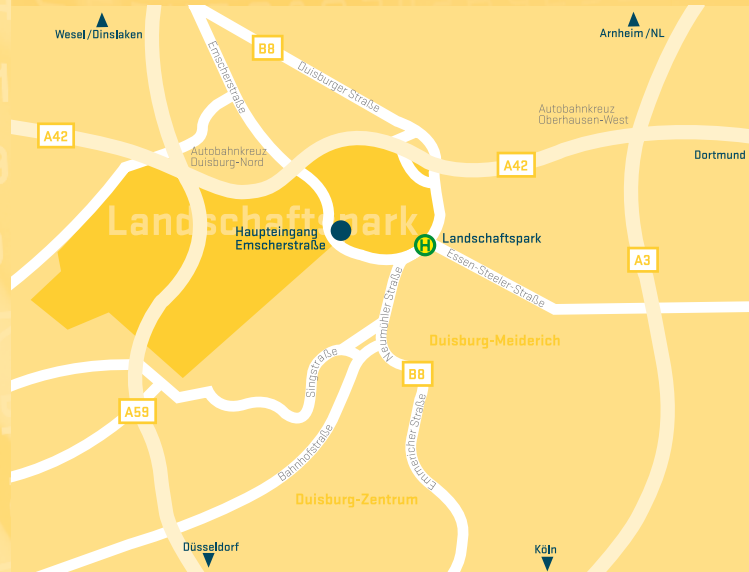 Wesel/Dinslaken
Arnheim/NL
B8
Emscherstraße
Duisburger Straße
Autobahnkreuz
Oberhausen-West
A42
Autobahnkreuz
Duisburg-Nord
A42
Dortmund
Landschaftspark
Haupteingang
Emscherstraße
H
Landschaftspark
Essen-Steeler-Straße
A3
Neumühler Straße
Duisburg-Meiderich
Singstraße
B8
A59
Emmericher Straße
Bahnhofstraße
Duisburg-Zentrum
Düsseldorf
Köln